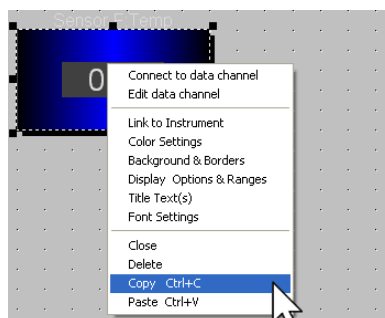 Sensor E Temp
0
Connect to data channel
Edit data channel
Link to Instrument
Color Settings
Background & Borders
Display Options & Ranges
Title Text(s)
Font Settings
Close
Delete
Copy Ctrl+C
Paste Ctrl+V